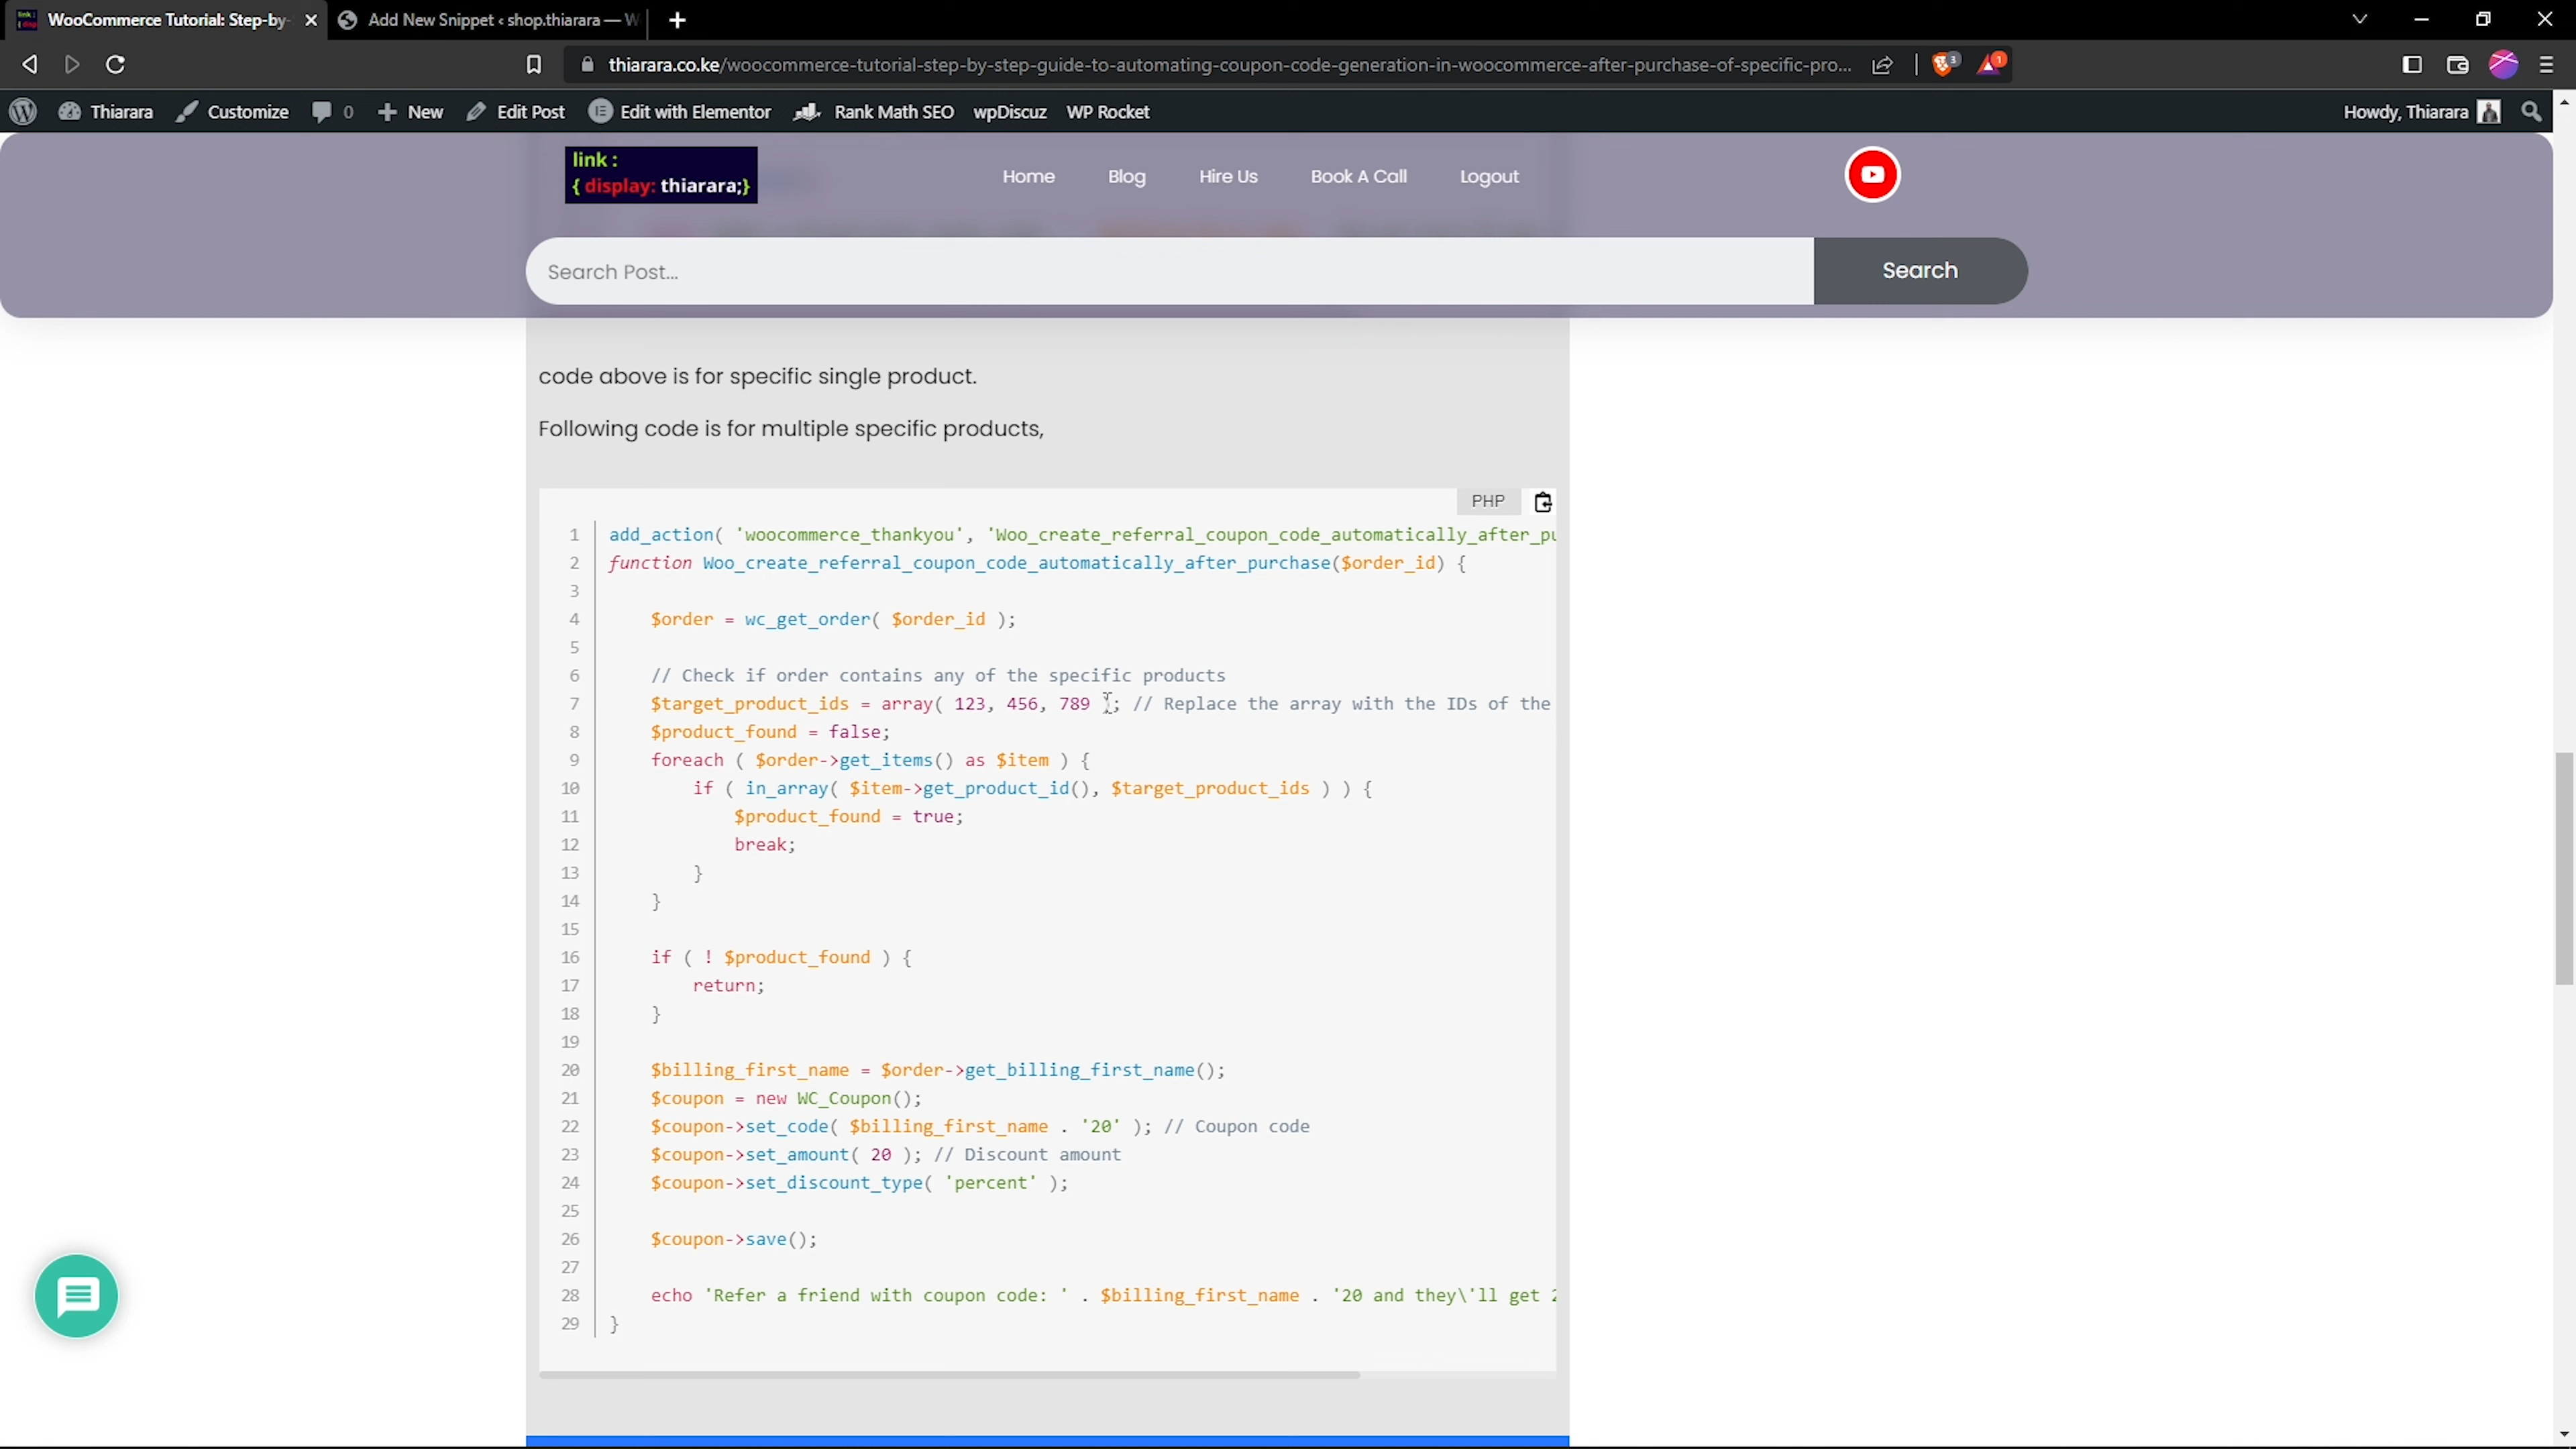 WooCommerce Tutorial: Step-by-
Add New Snippet ‹ shop.thiarara — W
thiarara.co.ke/woocommerce-tutorial-step-by-step-guide-to-automating-coupon-code-generation-in-woocommerce-after-purchase-of-specific-pro...
3
1
Thiarara
Customize
0
New
Edit Post
Edit with Elementor
Rank Math SEO
wpDiscuz
WP Rocket
Howdy, Thiarara
link :
{ display: thiarara;}
Home
Blog
Hire Us
Book A Call
Logout
Search Post...
Search
code above is for specific single product.
Following code is for multiple specific products,
PHP
1 add_action( 'woocommerce_thankyou', 'Woo_create_referral_coupon_code_automatically_after_pu
2 function Woo_create_referral_coupon_code_automatically_after_purchase($order_id) {
3
4 $order = wc_get_order( $order_id );
5
6 // Check if order contains any of the specific products
7 $target_product_ids = array( 123, 456, 789 ); // Replace the array with the IDs of the
8 $product_found = false;
9 foreach ( $order->get_items() as $item ) {
10 if ( in_array( $item->get_product_id(), $target_product_ids ) ) {
11 $product_found = true;
12 break;
13 }
14 }
15
16 if ( ! $product_found ) {
17 return;
18 }
19
20 $billing_first_name = $order->get_billing_first_name();
21 $coupon = new WC_Coupon();
22 $coupon->set_code( $billing_first_name . '20' ); // Coupon code
23 $coupon->set_amount( 20 ); // Discount amount
24 $coupon->set_discount_type( 'percent' );
25
26 $coupon->save();
27
28 echo 'Refer a friend with coupon code: ' . $billing_first_name . '20 and they\'ll get 2
29 }